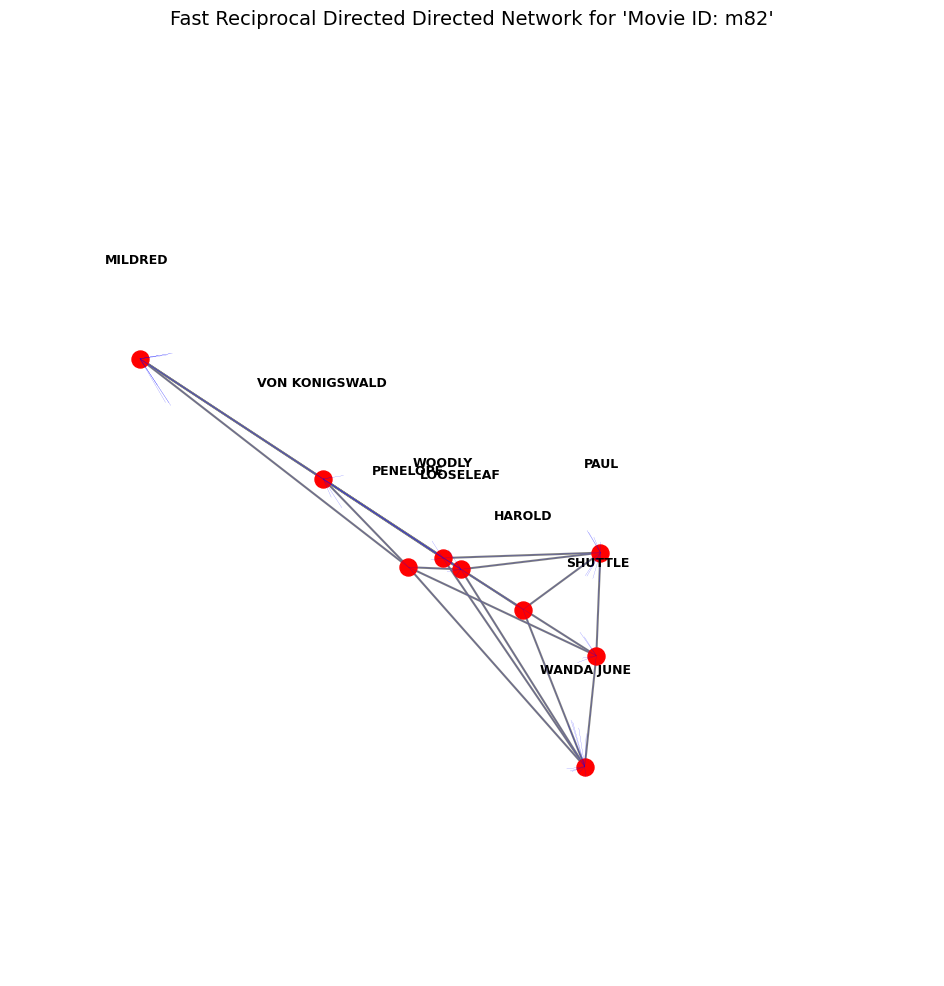 Fast Reciprocal Directed Directed Network for 'Movie ID: m82'
MILDRED
VON KONIGSWALD
WOODLY
PAUL
PENELOPE
LOOSELEAF
HAROLD
SHUTTLE
WANDA JUNE